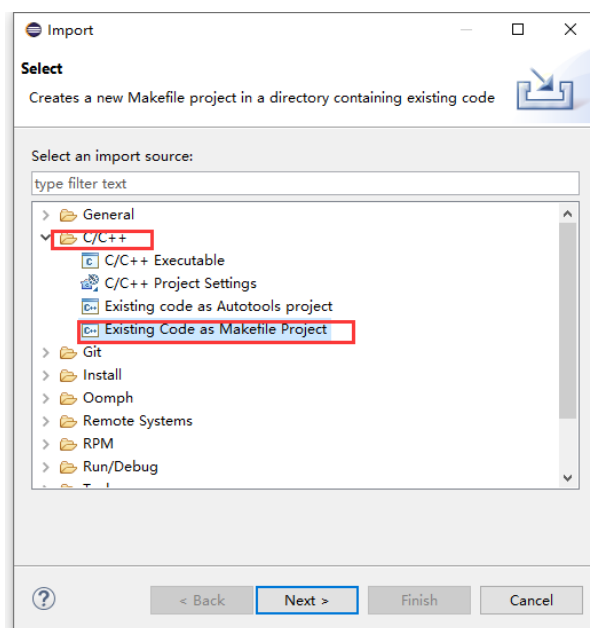 Import
Select
Creates a new Makefile project in a directory containing existing code
Select an import source:
type filter text
General
C/C++
C/C++ Executable
C/C++ Project Settings
Existing code as Autotools project
Existing Code as Makefile Project
Git
Install
Oomph
Remote Systems
RPM
Run/Debug
< Back Next > Finish Cancel